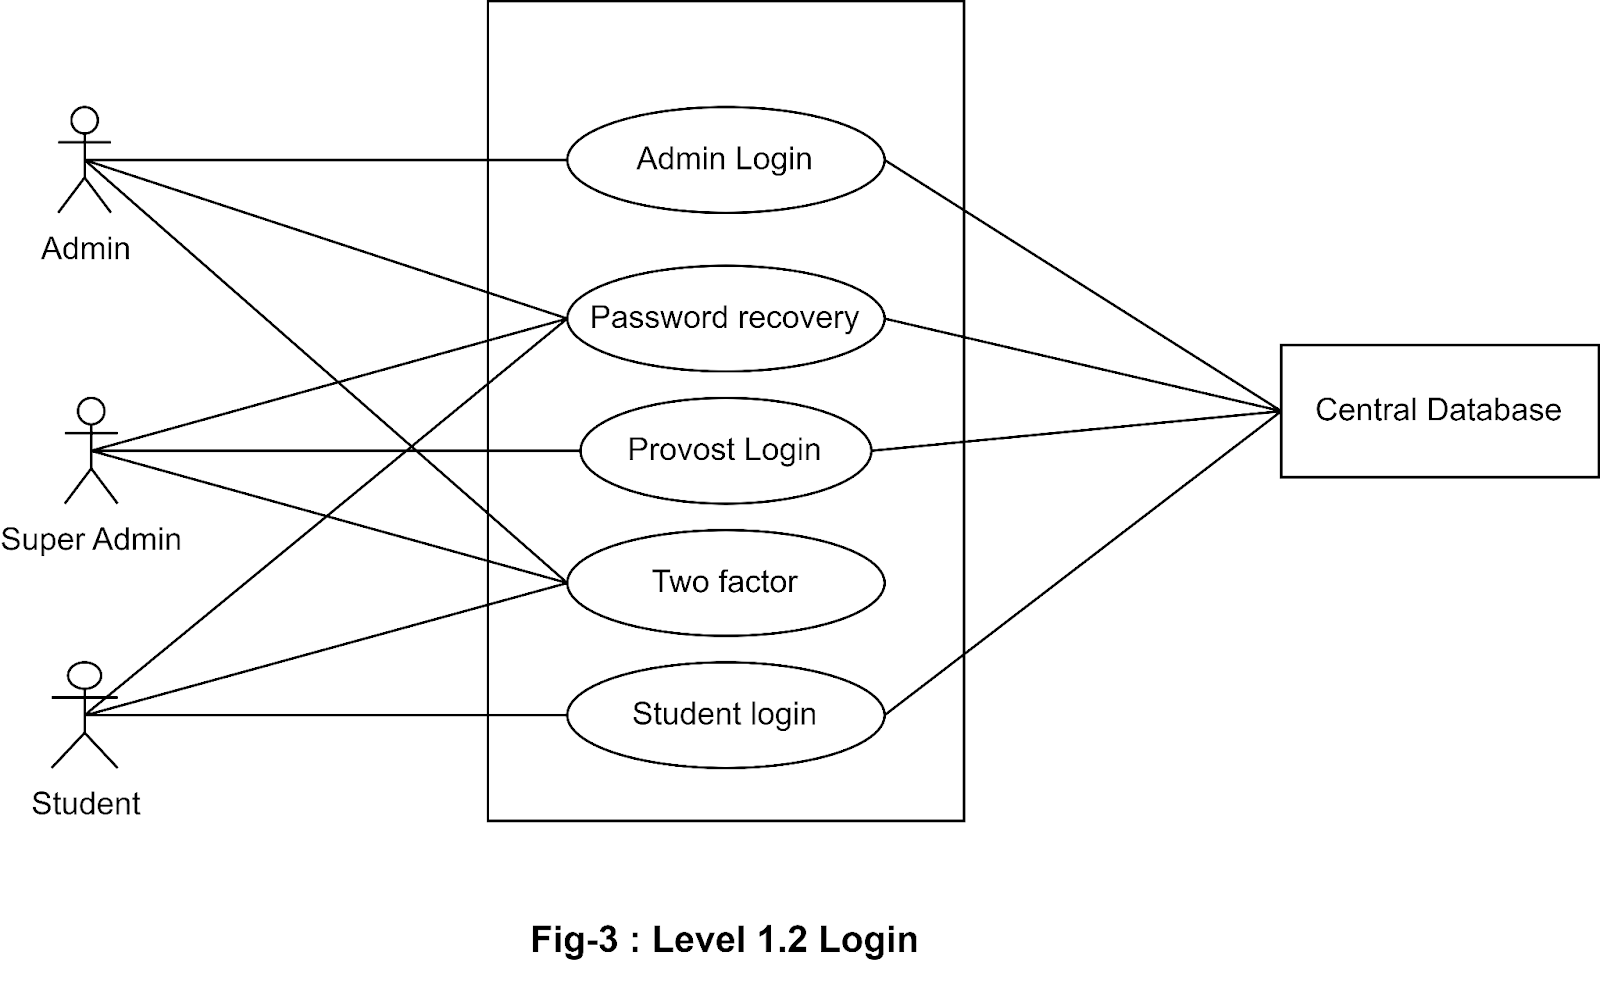 Admin Login
Admin
Password recovery
Central Database
Provost Login
Super Admin
Two factor
Student login
Student
Fig-3 : Level 1.2 Login